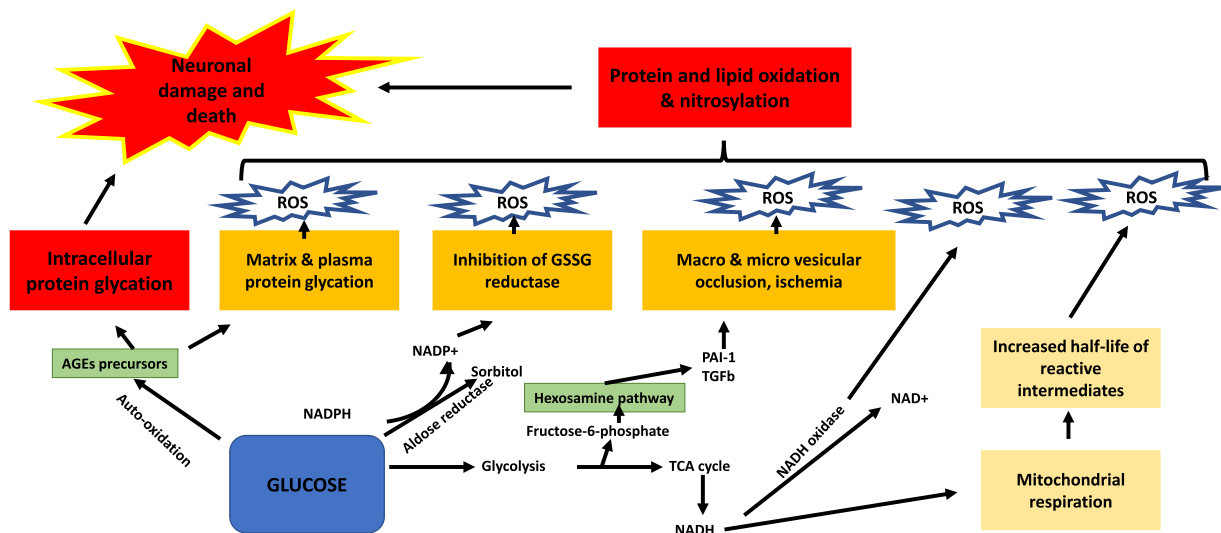 Neuronal
damage and
death
Protein and lipid oxidation
& nitrosylation
ROS
ROS
ROS
ROS
ROS
Intracellular
protein glycation
Matrix & plasma
protein glycation
Inhibition of GSSG
reductase
Macro & micro vesicular
occlusion, ischemia
Increased half-life of
reactive
intermediates
AGEs precursors
NADP+
Sorbitol
PAI-1
TGFb
Hexosamine pathway
NAD+
Auto-oxidation
NADPH
Aldose reductase
Fructose-6-phosphate
NADH oxidase
GLUCOSE
Glycolysis
TCA cycle
Mitochondrial
respiration
NADH